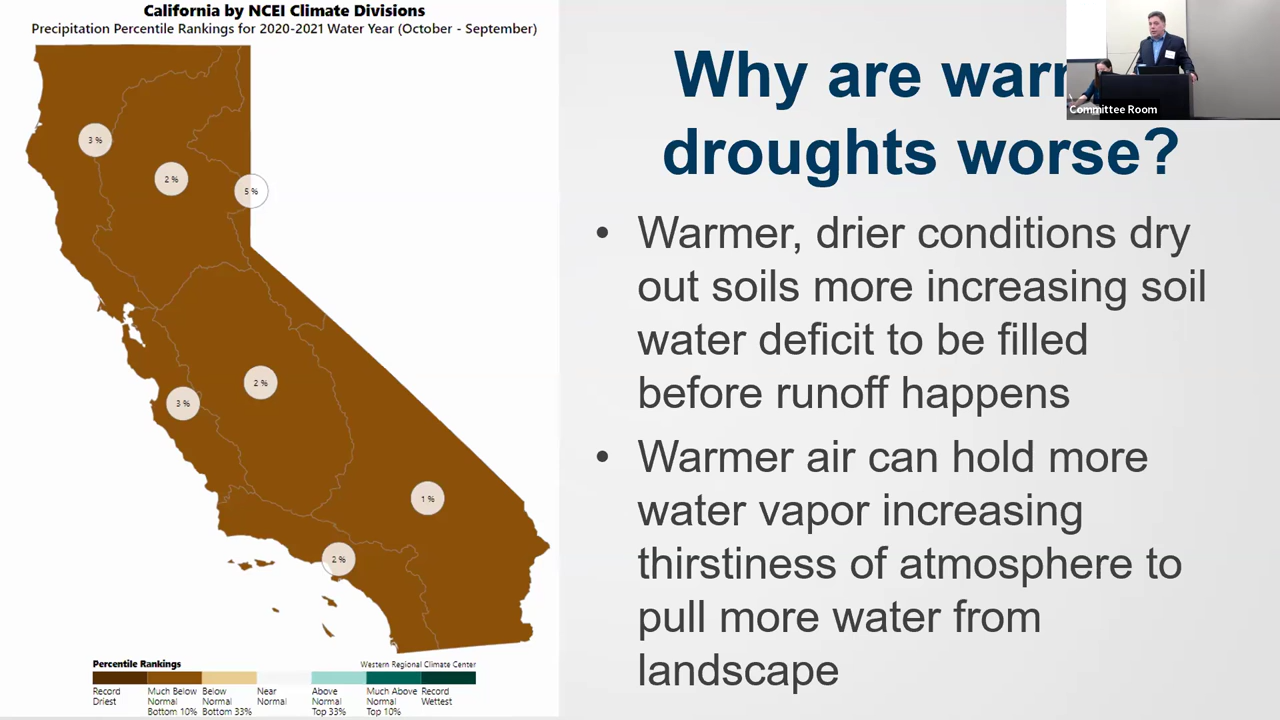 California by NCEI Climate Divisions
Precipitation Percentile Rankings for 2020-2021 Water Year (October - September)
3 %
2 %
5 %
2 %
3 %
1 %
2 %
Percentile Rankings
Western Regional Climate Center
Record Driest
Much Below Normal Bottom 10%
Below Normal Bottom 33%
Near Normal
Above Normal Top 33%
Much Above Normal Top 10%
Record Wettest
Why are
droughts worse?
• Warmer, drier conditions dry
out soils more increasing soil
water deficit to be filled
before runoff happens
• Warmer air can hold more
water vapor increasing
thirstiness of atmosphere to
pull more water from
landscape
Committee Room